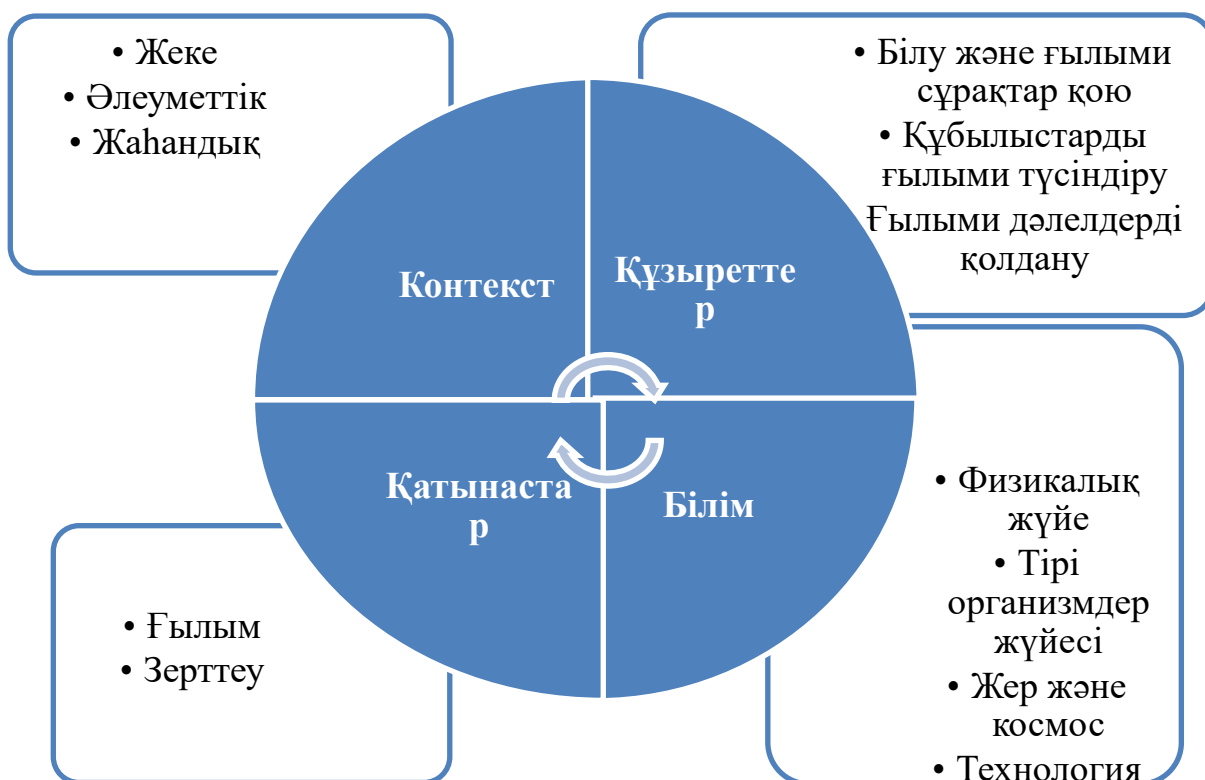 • Жеке
• Әлеуметтік
• Жаһандық
• Білу және ғылыми
сұрақтар қою
• Құбылыстарды
ғылыми түсіндіру
Ғылыми дәлелдерді
қолдану
Контекст
Құзыретте
р
Қатынаста
р
Білім
• Ғылым
• Зерттеу
• Физикалық
жүйе
• Тірі
организмдер
жүйесі
• Жер және
космос
• Технология